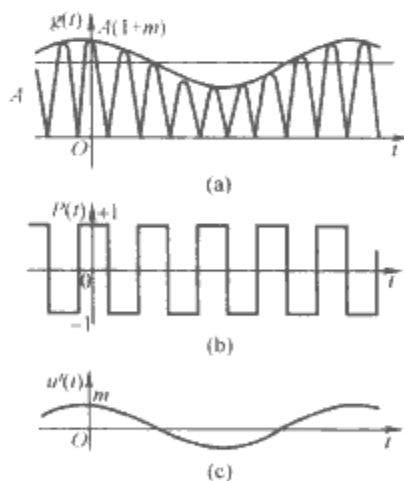 g(t) A(1+m)
A
O t
(a)
P(t) +1
0 t
−1
(b)
u'(t) m
O t
(c)